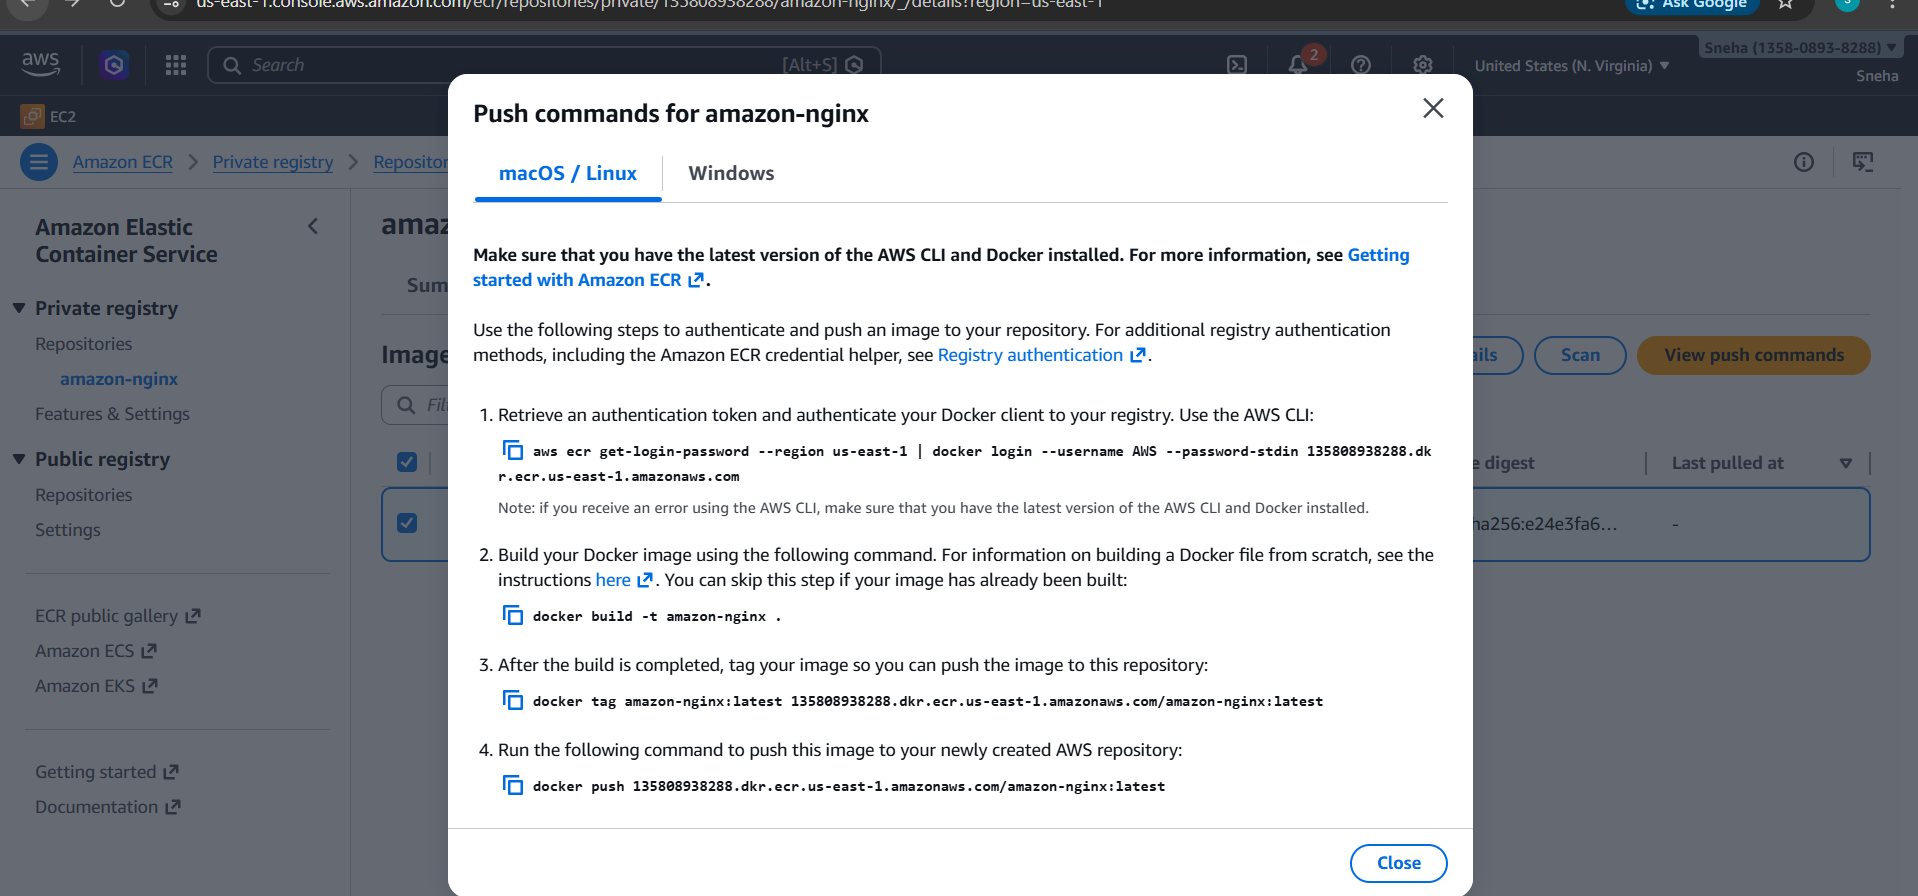 us-east-1.console.aws.amazon.com/ecr/repositories/private/135808938288/amazon-nginx/_/details?region=us-east-1
Ask Google
aws
Search
[Alt+S]
2
United States (N. Virginia)
Sneha (1358-0893-8288)
Sneha
EC2
Amazon ECR
Private registry
Repositor
Amazon Elastic
Container Service
Private registry
Repositories
amazon-nginx
Features & Settings
Public registry
Repositories
Settings
ECR public gallery
Amazon ECS
Amazon EKS
Getting started
Documentation
amaz
Sum
Image
Filt
ails
Scan
View push commands
e digest
Last pulled at
ha256:e24e3fa6...
-
Push commands for amazon-nginx
macOS / Linux
Windows
Make sure that you have the latest version of the AWS CLI and Docker installed. For more information, see Getting
started with Amazon ECR.
Use the following steps to authenticate and push an image to your repository. For additional registry authentication
methods, including the Amazon ECR credential helper, see Registry authentication.
1. Retrieve an authentication token and authenticate your Docker client to your registry. Use the AWS CLI:
aws ecr get-login-password --region us-east-1 | docker login --username AWS --password-stdin 135808938288.dk
r.ecr.us-east-1.amazonaws.com
Note: if you receive an error using the AWS CLI, make sure that you have the latest version of the AWS CLI and Docker installed.
2. Build your Docker image using the following command. For information on building a Docker file from scratch, see the
instructions here. You can skip this step if your image has already been built:
docker build -t amazon-nginx .
3. After the build is completed, tag your image so you can push the image to this repository:
docker tag amazon-nginx:latest 135808938288.dkr.ecr.us-east-1.amazonaws.com/amazon-nginx:latest
4. Run the following command to push this image to your newly created AWS repository:
docker push 135808938288.dkr.ecr.us-east-1.amazonaws.com/amazon-nginx:latest
Close